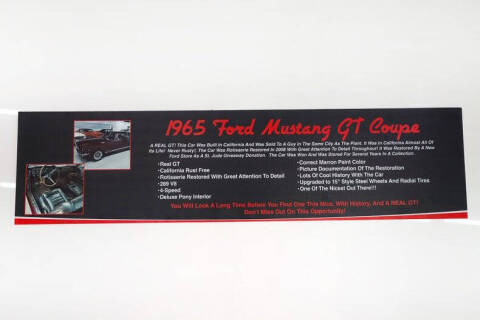 1965 Ford Mustang GT Coupe
A REAL GT! This Car Was Built In California And Was Sold To A Guy In The Same City As The Plant. It Was In California Almost All Of
Its Life! Never Rusty!. The Car Was Rotisserie Restored In 2008 With Great Attention To Detail Throughout! It Was Restored By A New
Ford Store As A St. Jude Giveaway Donation. The Car Was Won And Was Stored For Several Years In A Collection.
•Real GT
•California Rust Free
•Rotisserie Restored With Great Attention To Detail
•289 V8
•4-Speed
•Deluxe Pony Interior
•Correct Maroon Paint Color
•Picture Documentation Of The Restoration
•Lots Of Cool History With The Car
•Upgraded to 15" Style Steel Wheels And Radial Tires
•One Of The Nicest Out There!!!
You Will Look A Long Time Before You Find One This Nice, With History, And A REAL GT!
Don't Miss Out On This Opportunity!